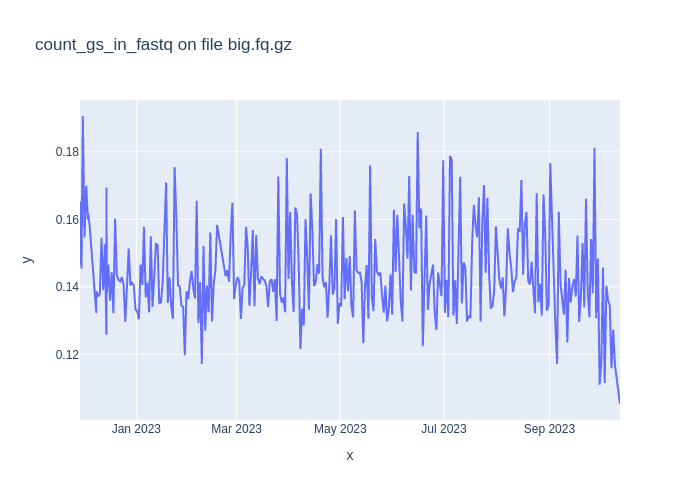 count_gs_in_fastq on file big.fq.gz
0.18
0.16
0.14
0.12
y
Jan 2023
Mar 2023
May 2023
Jul 2023
Sep 2023
x